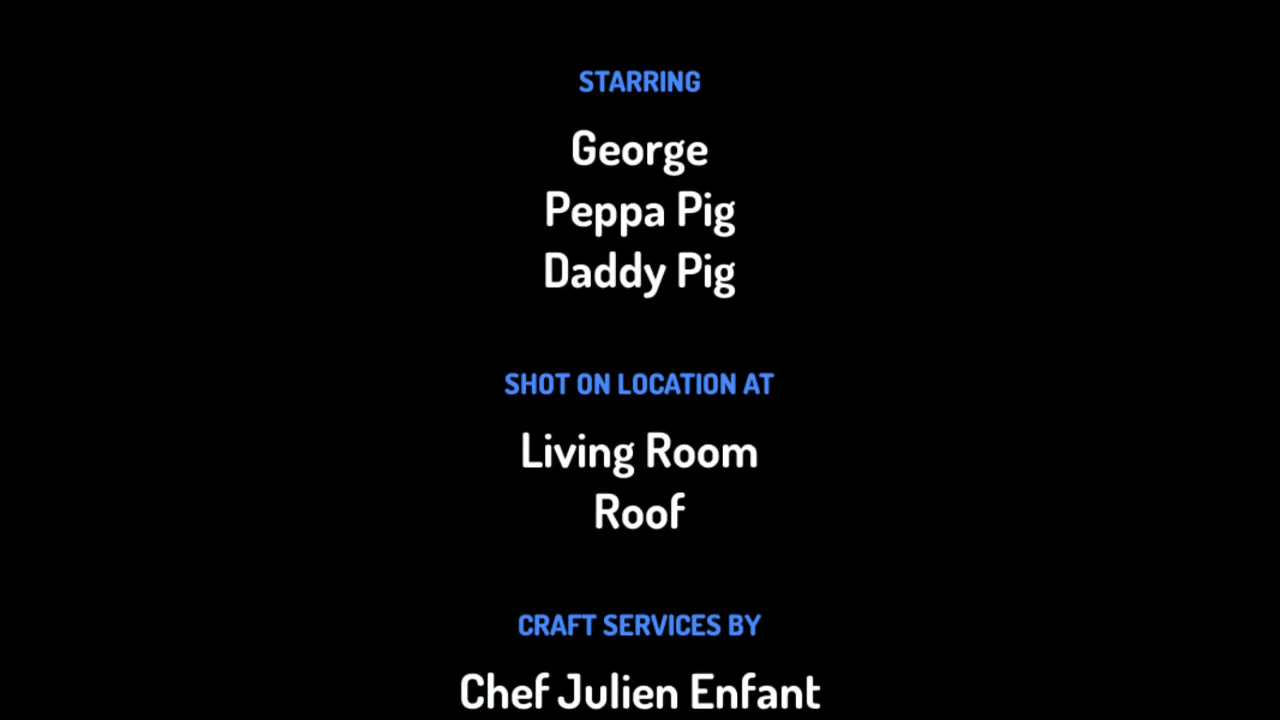 STARRING
George
Peppa Pig
Daddy Pig
SHOT ON LOCATION AT
Living Room
Roof
CRAFT SERVICES BY
Chef Julien Enfant